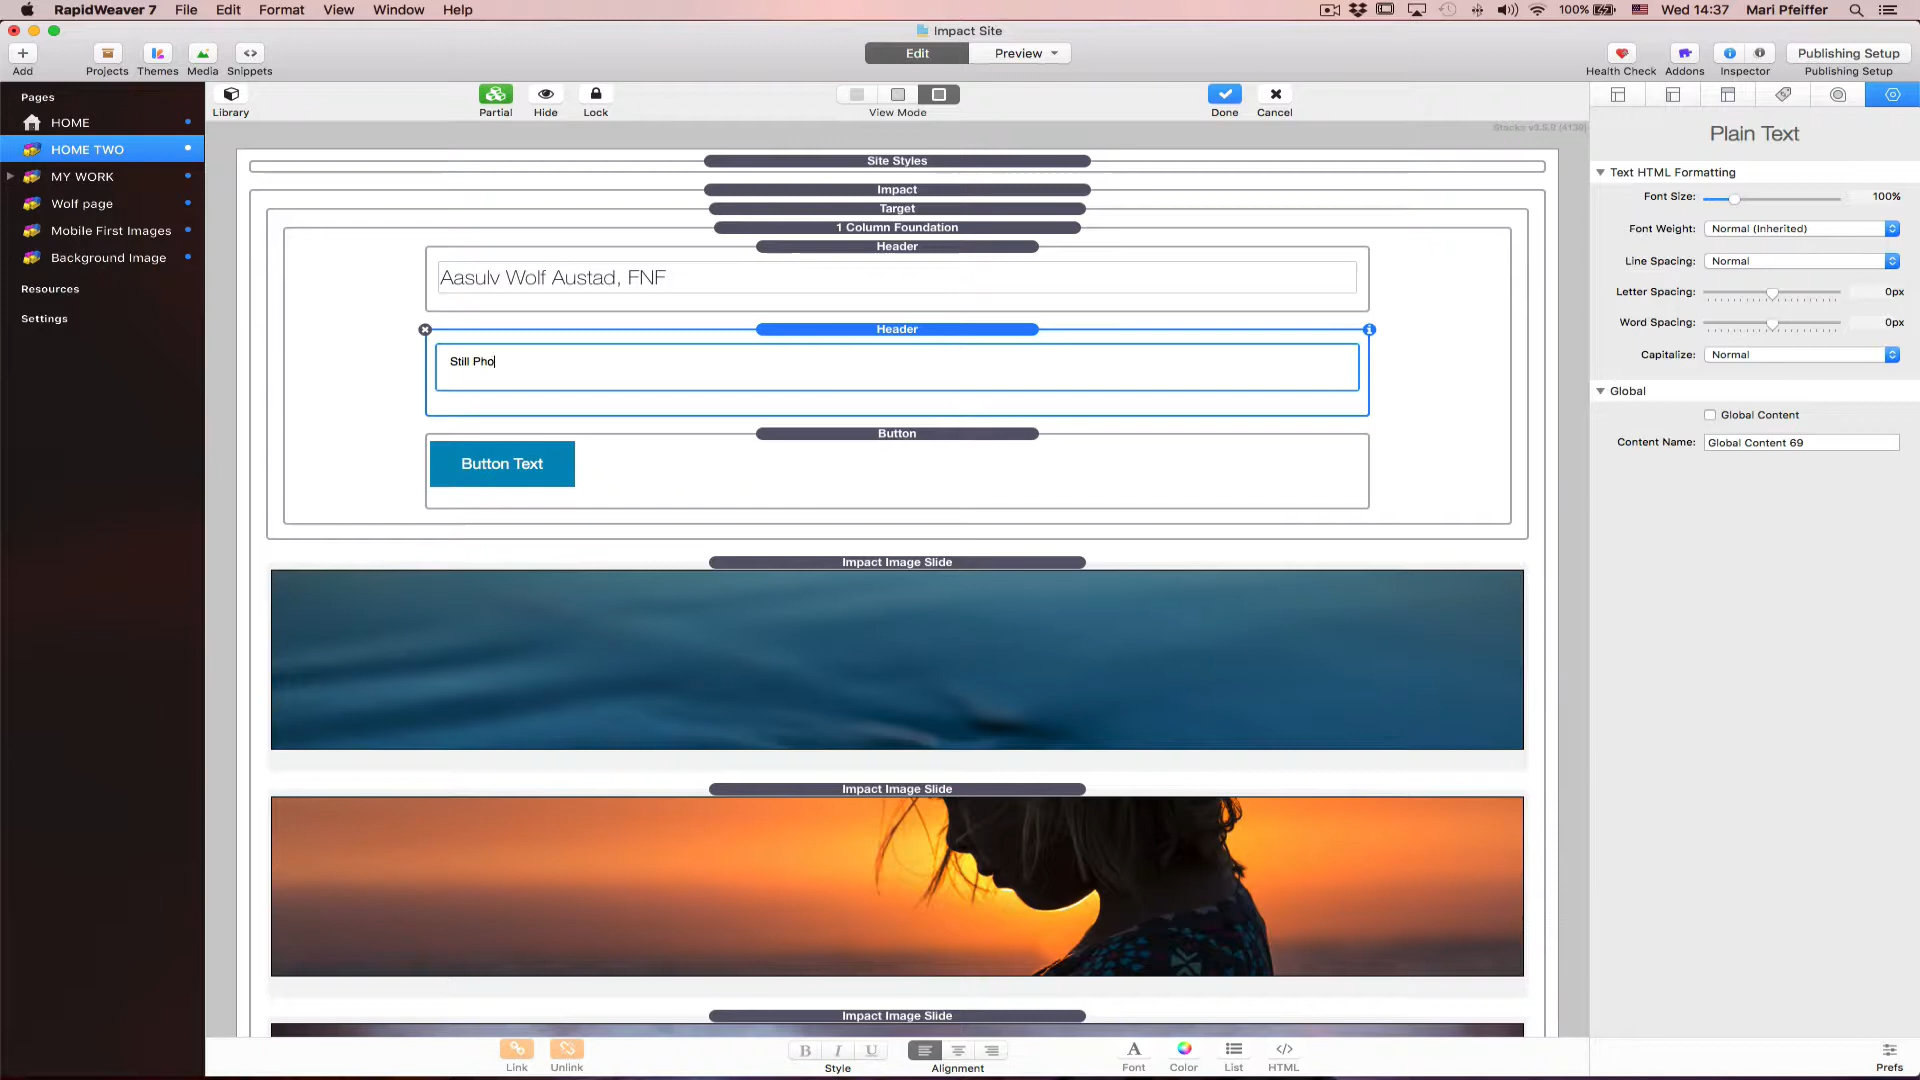 RapidWeaver 7 File Edit Format View Window Help 100% Wed 14:37 Mari Pfeiffer
Impact Site
Edit Preview
Add Projects Themes Media Snippets
Health Check Addons Inspector
Publishing Setup
Publishing Setup
Pages
HOME
HOME TWO
MY WORK
Wolf page
Mobile First Images
Background Image
Resources
Settings
Library Partial Hide Lock View Mode Done Cancel
Stacks v3.5.0 (4130)
Site Styles
Impact
Target
1 Column Foundation
Header
Aasulv Wolf Austad, FNF
Header
Still Pho
Button
Button Text
Impact Image Slide
Impact Image Slide
Impact Image Slide
Link Unlink
B I U
Style
Alignment
A
Font Color List HTML
Plain Text
Text HTML Formatting
Font Size: 100%
Font Weight: Normal (Inherited)
Line Spacing: Normal
Letter Spacing: 0px
Word Spacing: 0px
Capitalize: Normal
Global
Global Content
Content Name: Global Content 69
Prefs